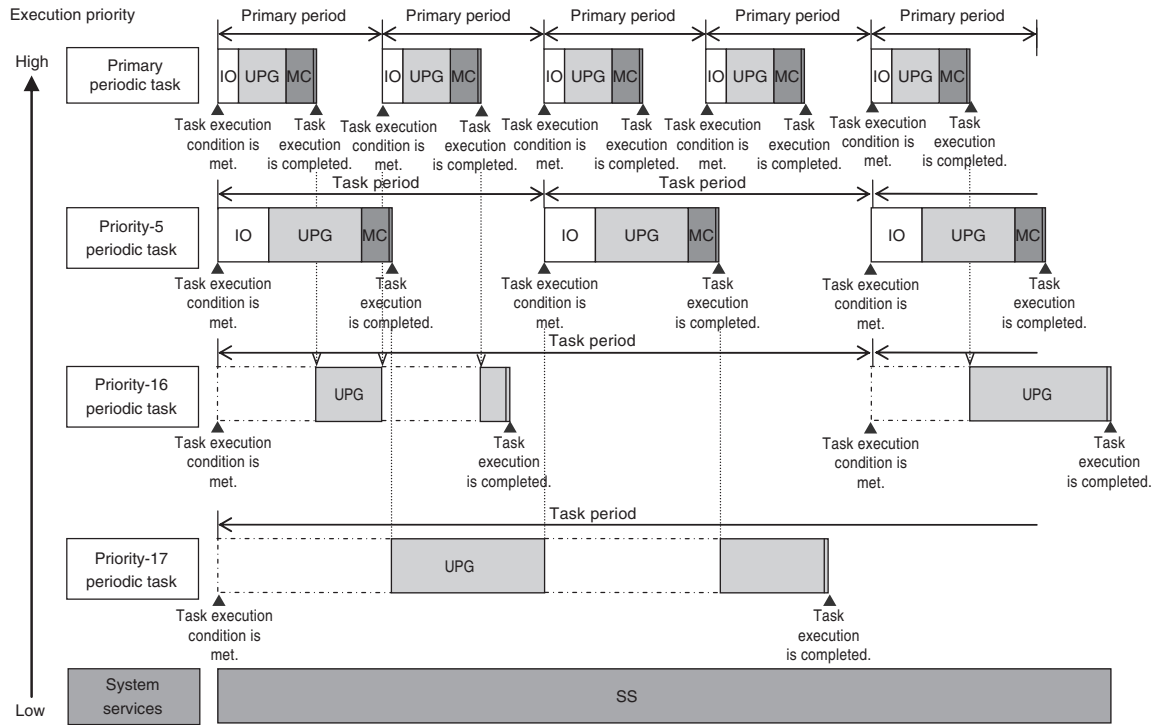 Execution priority
High
Low
Primary period
Primary period
Primary period
Primary period
Primary period
Primary
periodic task
IO
UPG
MC
IO
UPG
MC
IO
UPG
MC
IO
UPG
MC
IO
UPG
MC
Task execution
condition is
met.
Task
execution
is completed.
Task execution
condition is
met.
Task
execution
is completed.
Task execution
condition is
met.
Task
execution
is completed.
Task execution
condition is
met.
Task
execution
is completed.
Task execution
condition is
met.
Task
execution
is completed.
Task period
Task period
Priority-5
periodic task
IO
UPG
MC
IO
UPG
MC
IO
UPG
MC
Task execution
condition is
met.
Task
execution
is completed.
Task execution
condition is
met.
Task
execution
is completed.
Task execution
condition is
met.
Task
execution
is completed.
Task period
Priority-16
periodic task
UPG
UPG
Task execution
condition is
met.
Task
execution
is completed.
Task execution
condition is
met.
Task
execution
is completed.
Task period
Priority-17
periodic task
UPG
Task execution
condition is
met.
Task
execution
is completed.
System
services
SS